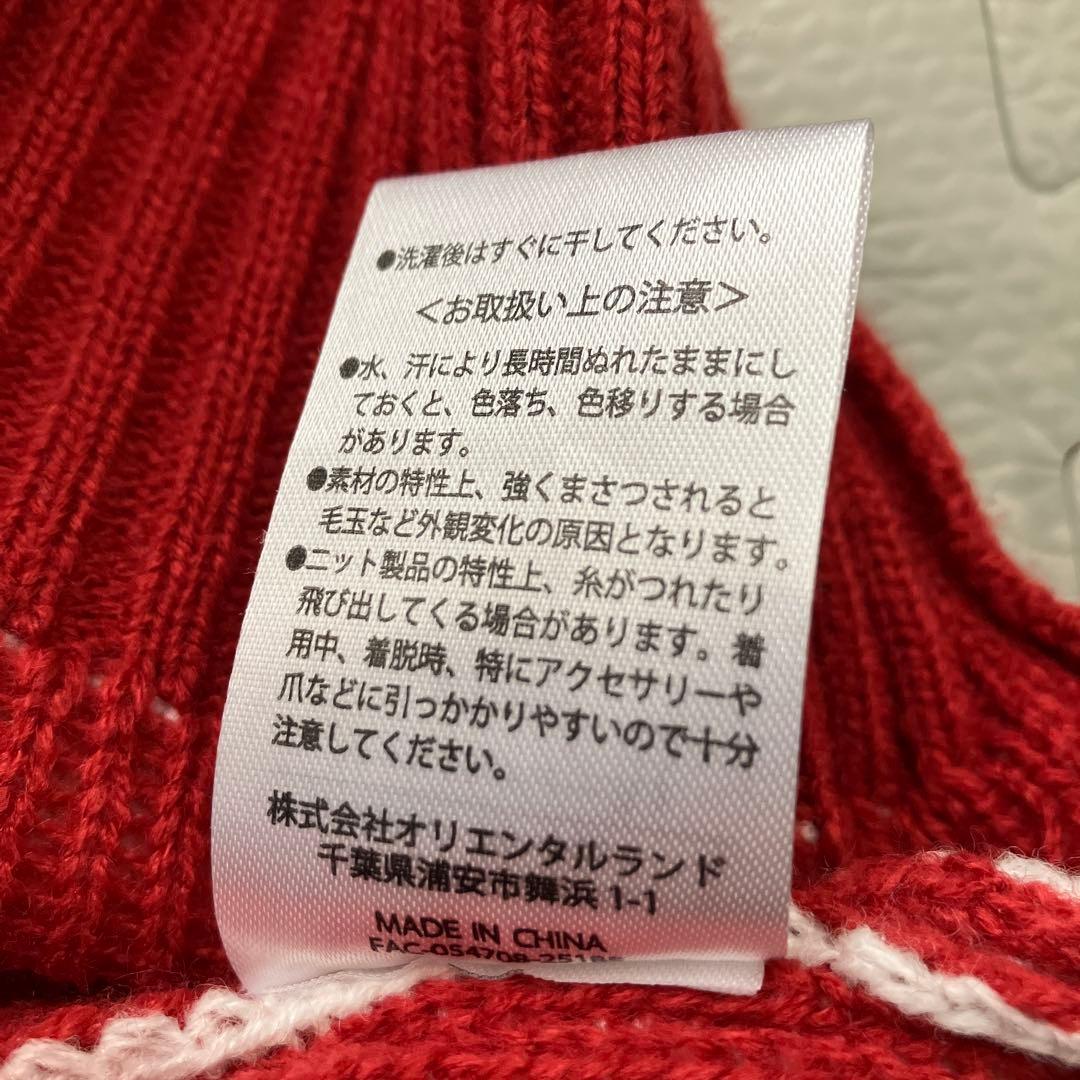 ●洗濯後はすぐに干してください。
＜お取扱い上の注意＞
●水、汗により長時間ぬれたままにし
ておくと、色落ち、色移りする場合
があります。
●素材の特性上、強くまさつされると
毛玉など外観変化の原因となります。
●ニット製品の特性上、糸がつれたり
飛び出してくる場合があります。着
用中、着脱時、特にアクセサリーや
爪などに引っかかりやすいので十分
注意してください。
株式会社オリエンタルランド
千葉県浦安市舞浜 1-1
MADE IN CHINA